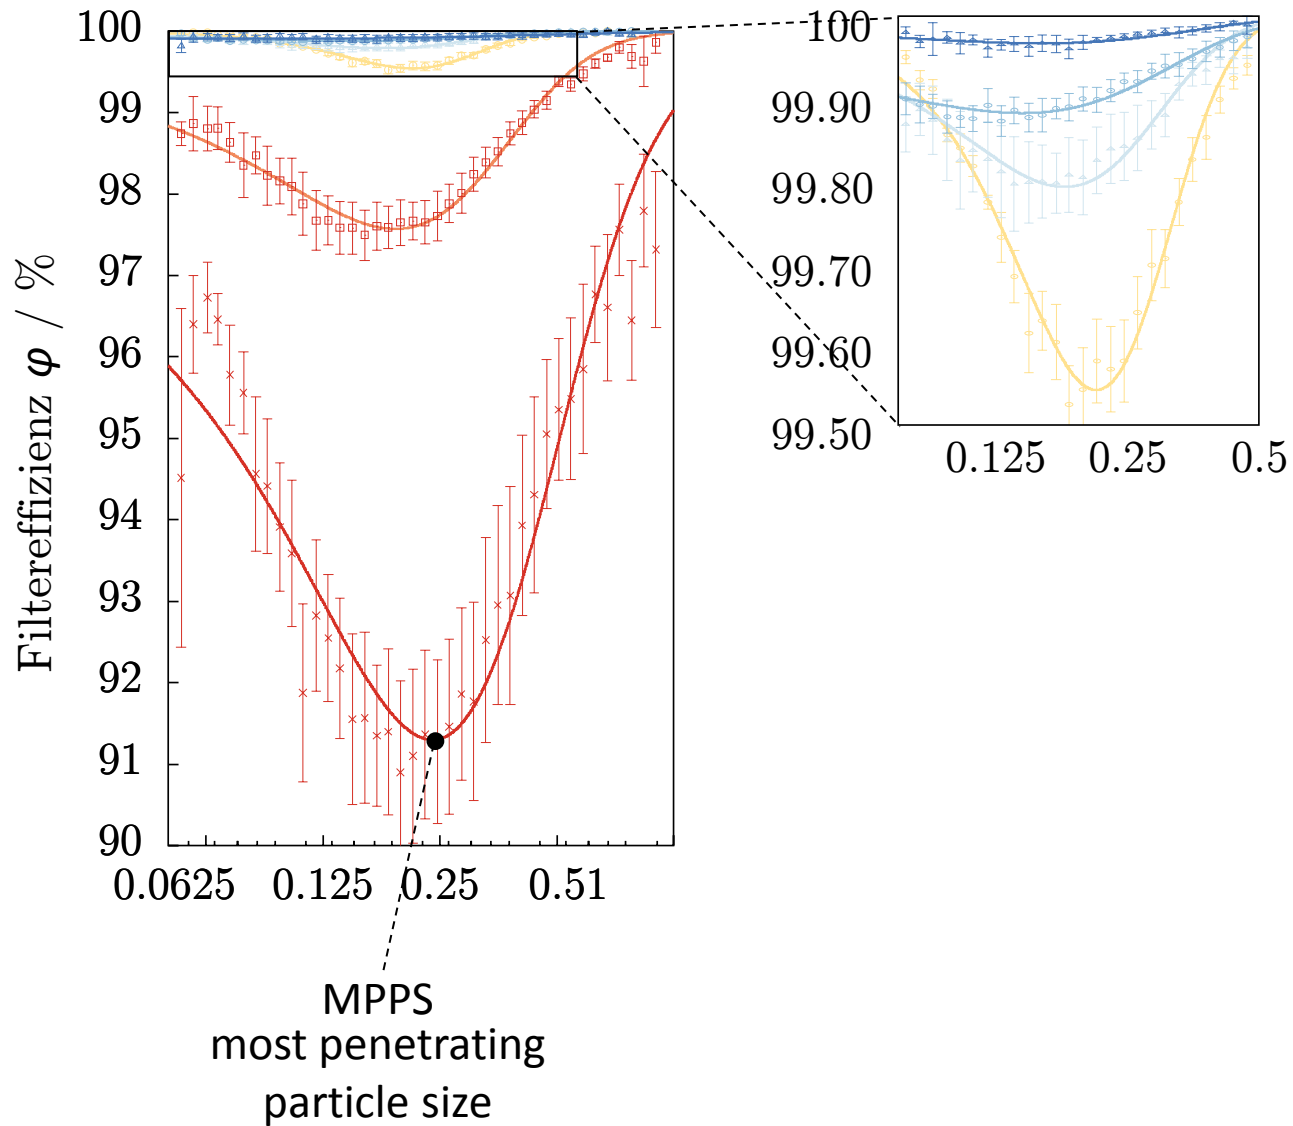 Filtereffizienz φ / %
100
99
98
97
96
95
94
93
92
91
90
0.0625 0.125 0.25 0.51
100
99.90
99.80
99.70
99.60
99.50
0.125 0.25 0.5
MPPS
most penetrating
particle size